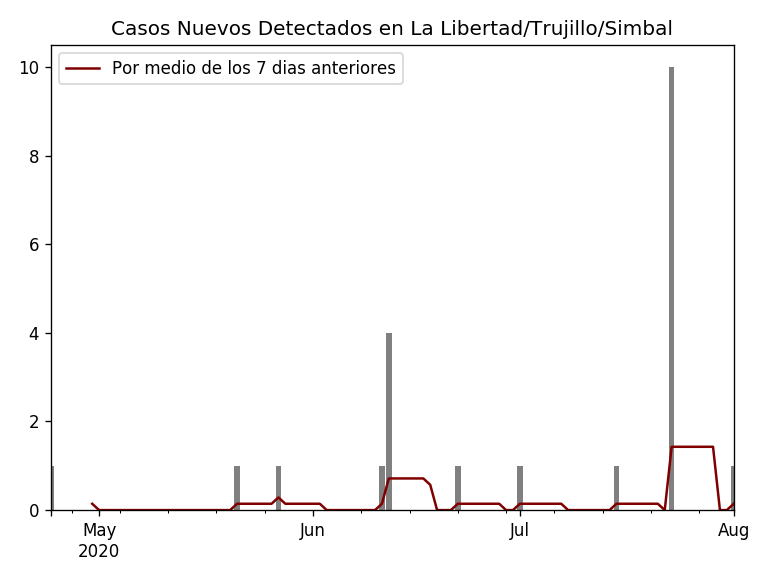 Casos Nuevos Detectados en La Libertad/Trujillo/Simbal
Por medio de los 7 dias anteriores
10
8
6
4
2
0
May Jun Jul Aug
2020